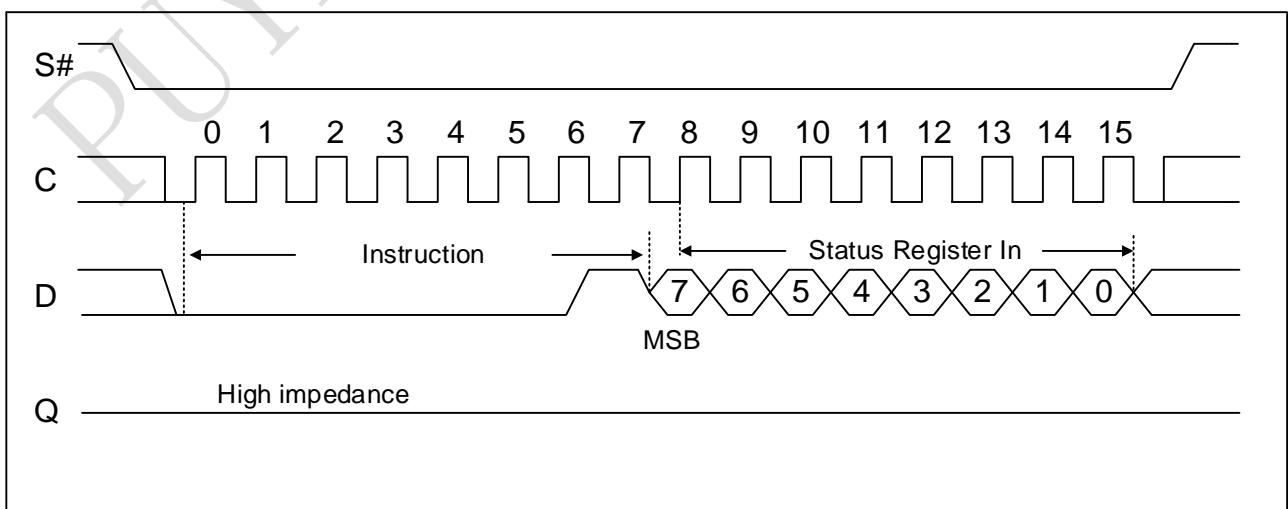 PUY
S#
0 1 2 3 4 5 6 7 8 9 10 11 12 13 14 15
C
Instruction Status Register In
D 7 6 5 4 3 2 1 0
MSB
High impedance
Q